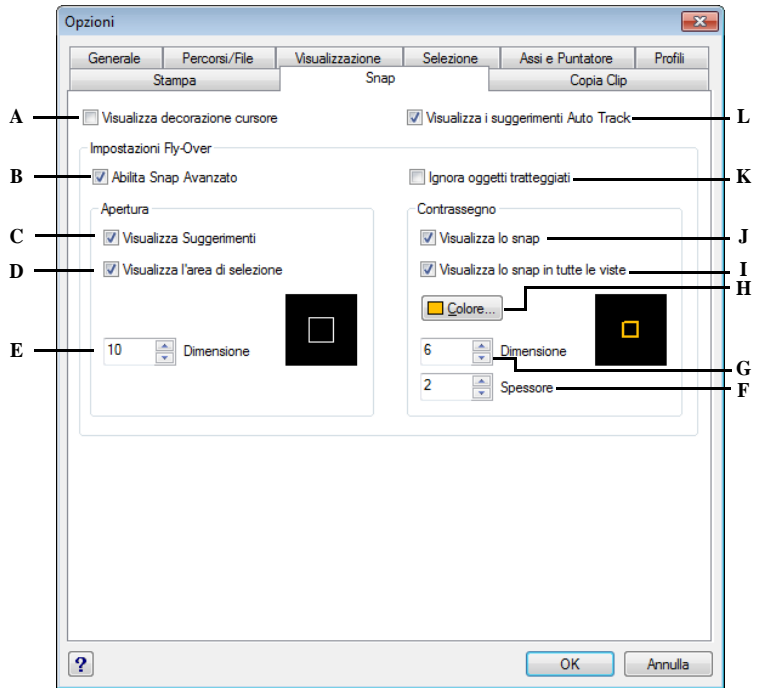 Opzioni
Generale Percorsi/File Visualizzazione Selezione Assi e Puntatore Profili
Stampa Snap Copia Clip
A Visualizza decorazione cursore Visualizza i suggerimenti Auto Track L
Impostazioni Fly-Over
B Abilita Snap Avanzato Ignora oggetti tratteggiati K
Apertura Contrassegno
C Visualizza Suggerimenti Visualizza lo snap J
D Visualizza l'area di selezione Visualizza lo snap in tutte le viste I
Colore... H
E 10 Dimensione 6 Dimensione G
2 Spessore F
? OK Annulla